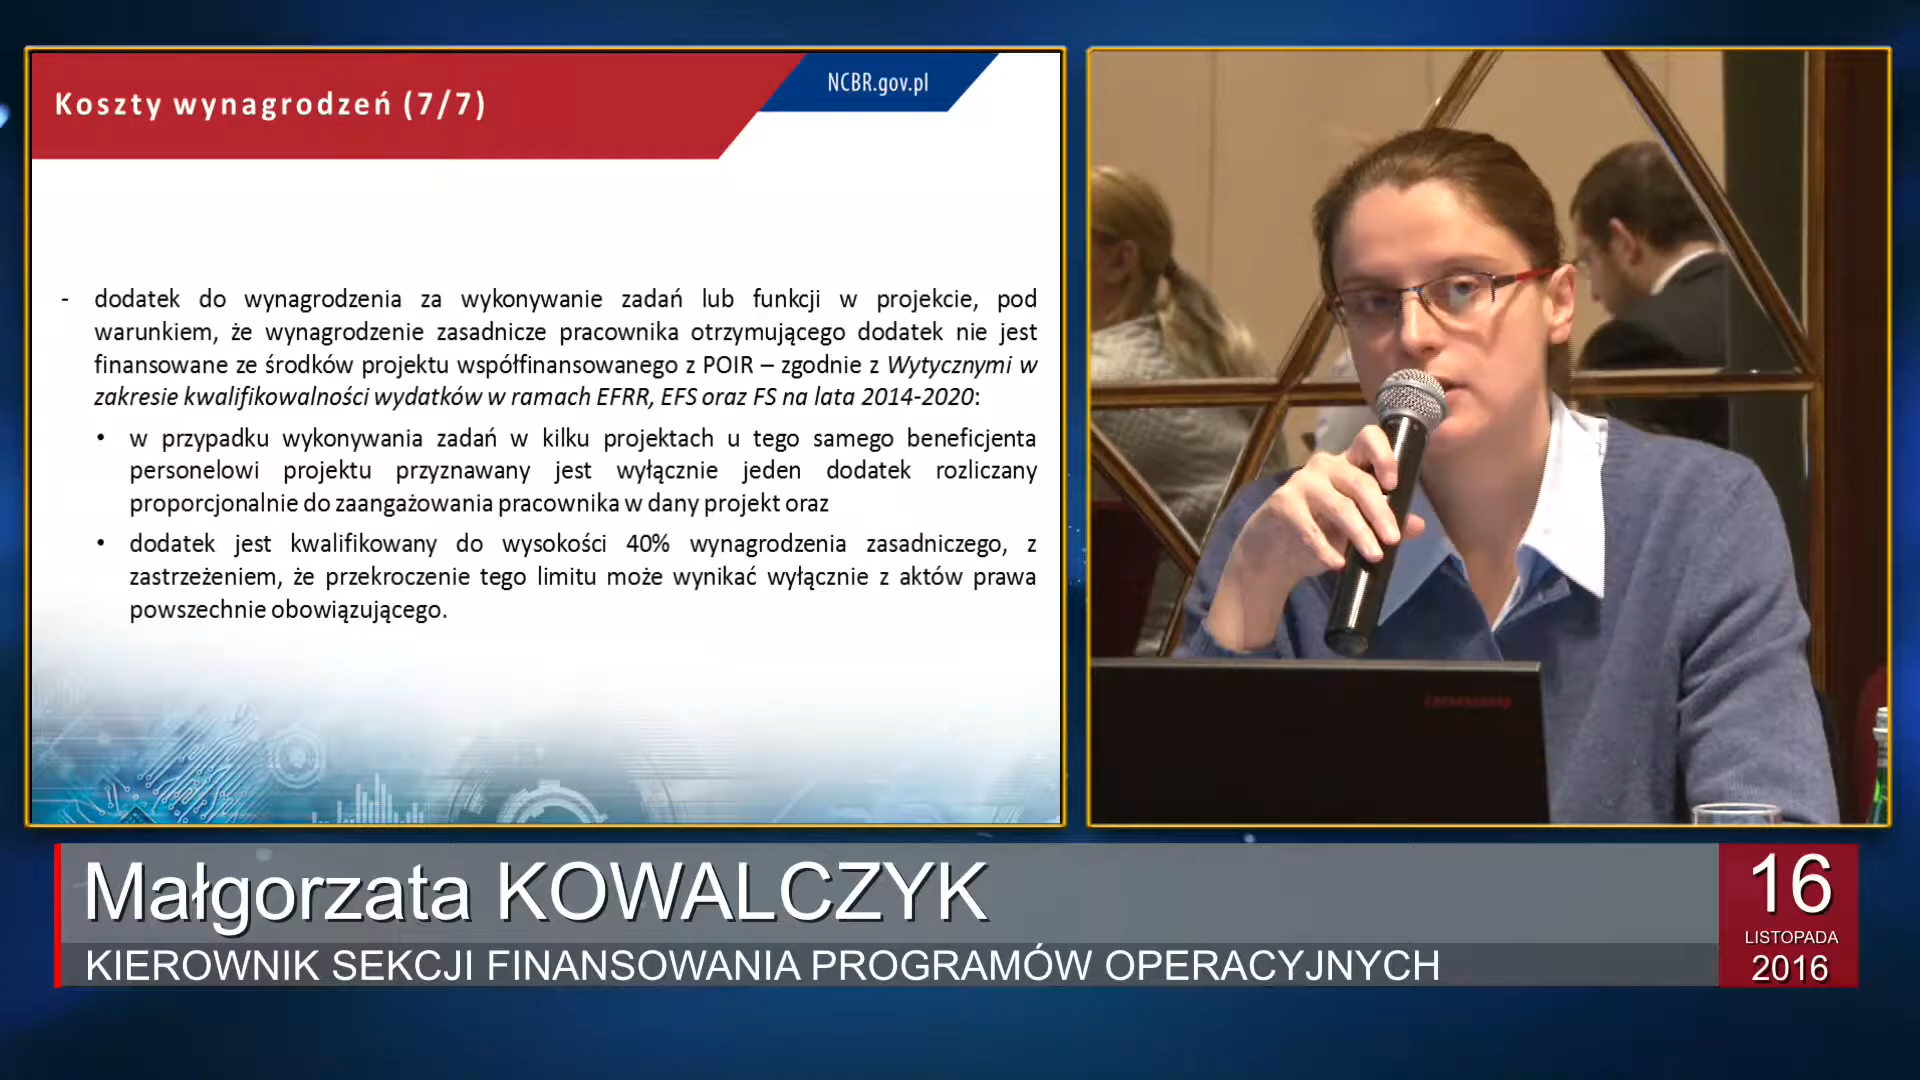 Koszty wynagrodzeń (7/7)
NCBR.gov.pl
- dodatek do wynagrodzenia za wykonywanie zadań lub funkcji w projekcie, pod
warunkiem, że wynagrodzenie zasadnicze pracownika otrzymującego dodatek nie jest
finansowane ze środków projektu współfinansowanego z POIR – zgodnie z Wytycznymi w
zakresie kwalifikowalności wydatków w ramach EFRR, EFS oraz FS na lata 2014-2020:
• w przypadku wykonywania zadań w kilku projektach u tego samego beneficjenta
personelowi projektu przyznawany jest wyłącznie jeden dodatek rozliczany
proporcjonalnie do zaangażowania pracownika w dany projekt oraz
• dodatek jest kwalifikowany do wysokości 40% wynagrodzenia zasadniczego, z
zastrzeżeniem, że przekroczenie tego limitu może wynikać wyłącznie z aktów prawa
powszechnie obowiązującego.
Małgorzata KOWALCZYK
KIEROWNIK SEKCJI FINANSOWANIA PROGRAMÓW OPERACYJNYCH
16
LISTOPADA
2016